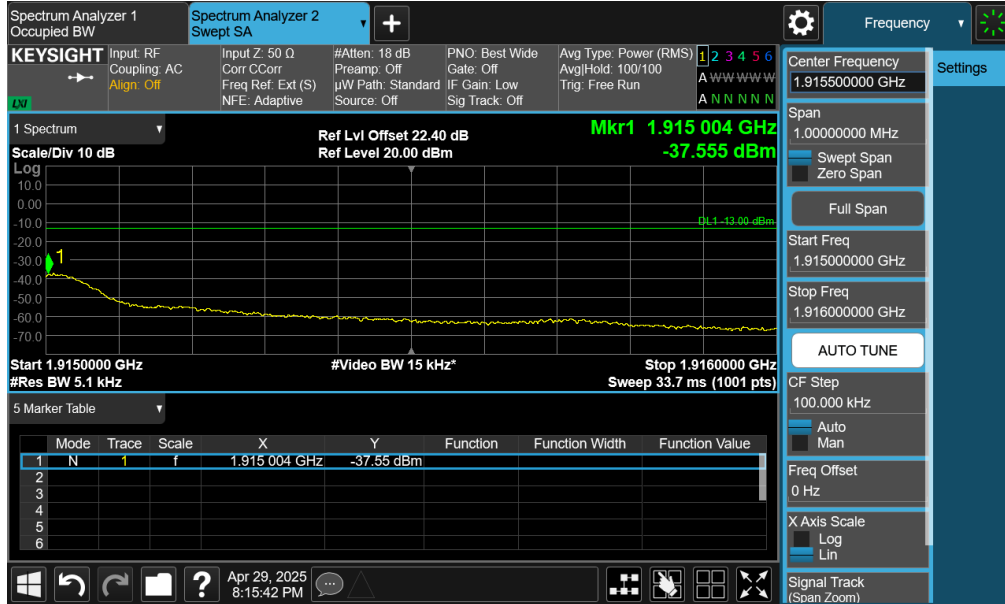 Spectrum Analyzer 1
Occupied BW
Spectrum Analyzer 2
Swept SA
Frequency
KEYSIGHT
LXI
Input: RF
Coupling: AC
Align: Off
Input Z: 50 Ω
Corr CCorr
Freq Ref: Ext (S)
NFE: Adaptive
#Atten: 18 dB
Preamp: Off
µW Path: Standard
Source: Off
PNO: Best Wide
Gate: Off
IF Gain: Low
Sig Track: Off
Avg Type: Power (RMS)
Avg|Hold: 100/100
Trig: Free Run
1 2 3 4 5 6
A W W W W W
A N N N N N
1 Spectrum
Scale/Div 10 dB
Ref Lvl Offset 22.40 dB
Ref Level 20.00 dBm
Mkr1 1.915 004 GHz
-37.555 dBm
Log
10.0
0.00
-10.0
-20.0
-30.0
-40.0
-50.0
-60.0
-70.0
DL1 -13.00 dBm
1
Start 1.9150000 GHz
#Video BW 15 kHz*
Stop 1.9160000 GHz
#Res BW 5.1 kHz
Sweep 33.7 ms (1001 pts)
5 Marker Table
Mode Trace Scale X Y Function Function Width Function Value
1 N 1 f 1.915 004 GHz -37.55 dBm
2
3
4
5
6
Apr 29, 2025
8:15:42 PM
Center Frequency
1.915500000 GHz
Span
1.00000000 MHz
Swept Span
Zero Span
Full Span
Start Freq
1.915000000 GHz
Stop Freq
1.916000000 GHz
AUTO TUNE
CF Step
100.000 kHz
Auto
Man
Freq Offset
0 Hz
X Axis Scale
Log
Lin
Signal Track
(Span Zoom)
Settings